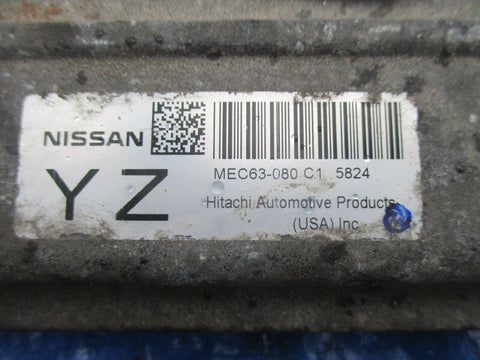 NISSAN
MEC63-080 C1 5824
YZ
Hitachi Automotive Products
(USA) Inc